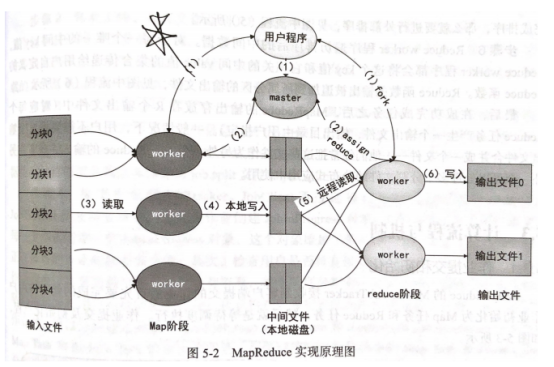 用户程序
(1)
(1)
(1)fork
master
(2)
(2)assign
reduce
分块0
分块1
分块2
分块3
分块4
worker
worker
worker
worker
worker
(3) 读取
(4) 本地写入
(5) 远程读取
(6) 写入
输出文件0
输出文件1
输入文件
Map阶段
中间文件
(本地磁盘)
reduce阶段
输出文件
图 5-2 MapReduce 实现原理图